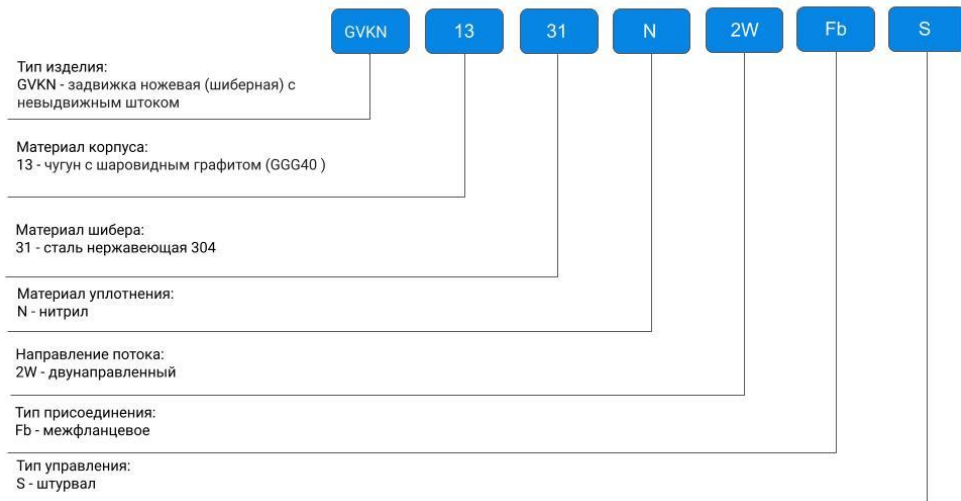 GVKN 13 31 N 2W Fb S
Тип изделия:
GVKN - задвижка ножевая (шиберная) с
невыдвижным штоком
Материал корпуса:
13 - чугун с шаровидным графитом (GGG40 )
Материал шибера:
31 - сталь нержавеющая 304
Материал уплотнения:
N - нитрил
Направление потока:
2W - двунаправленный
Тип присоединения:
Fb - межфланцевое
Тип управления:
S - штурвал